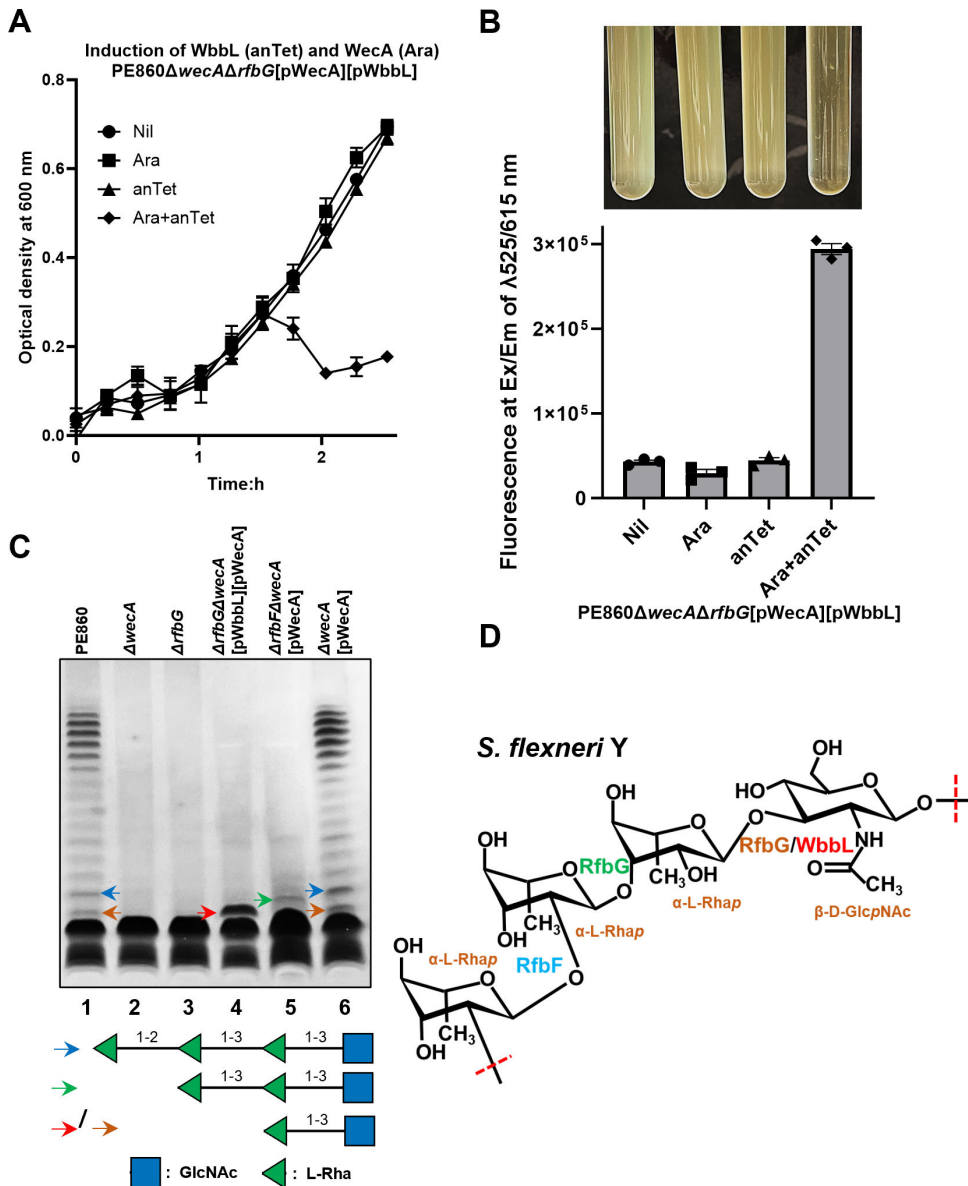 A
Induction of WbbL (anTet) and WecA (Ara)
PE860ΔwecAΔrfbG[pWecA][pWbbL]
Optical density at 600 nm
0.8
0.6
0.4
0.2
0.0
Nil
Ara
anTet
Ara+anTet
0
1
2
Time:h
B
Fluorescence at Ex/Em of λ525/615 nm
3×10⁵
2×10⁵
1×10⁵
0
Nil
Ara
anTet
Ara+anTet
PE860ΔwecAΔrfbG[pWecA][pWbbL]
C
PE860
ΔwecA
ΔrfbG
ΔrfbGΔwecA
[pWbbL][pWecA]
ΔrfbFΔwecA
[pWecA]
ΔwecA
[pWecA]
1 2 3 4 5 6
1-2 1-3 1-3
1-3 1-3
/ 1-3
: GlcNAc : L-Rha
D
S. flexneri Y
OH
HO
OH
O
O
O
NH
O
CH₃
β-D-GlcpNAc
RfbG/WbbL
OH
O
CH₃
OH
α-L-Rhap
RfbG
O
OH
O
OH
CH₃
α-L-Rhap
RfbF
O
OH
O
OH
CH₃
α-L-Rhap